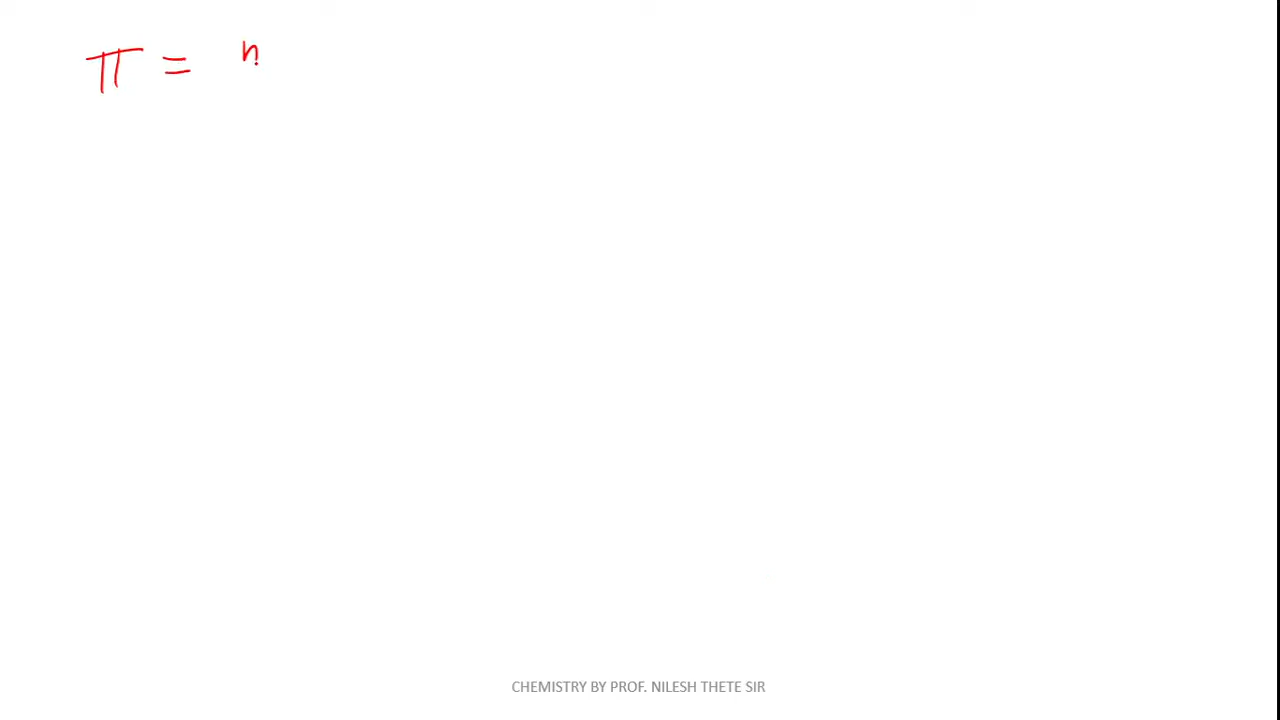 π = n
CHEMISTRY BY PROF. NILESH THETE SIR